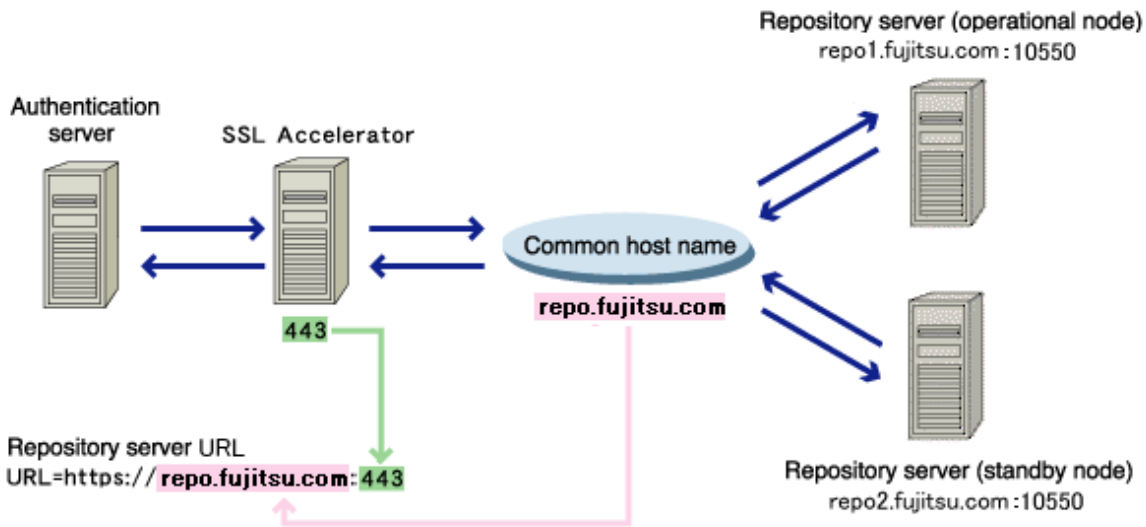 Repository server (operational node)
repo1.fujitsu.com:10550
Authentication
server
SSL Accelerator
Common host name
repo.fujitsu.com
443
Repository server URL
URL=https://repo.fujitsu.com:443
Repository server (standby node)
repo2.fujitsu.com:10550